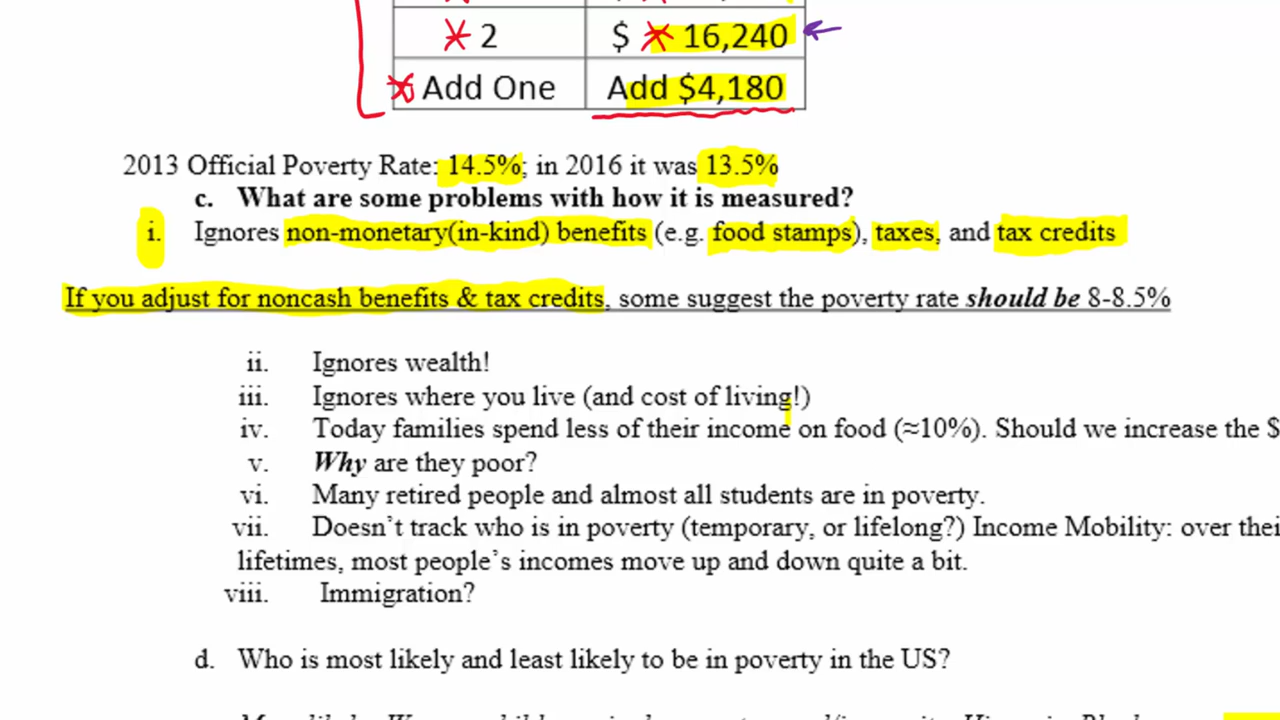 2 $ 16,240
Add One Add $4,180
2013 Official Poverty Rate: 14.5%; in 2016 it was 13.5%
c. What are some problems with how it is measured?
i. Ignores non-monetary(in-kind) benefits (e.g. food stamps), taxes, and tax credits
If you adjust for noncash benefits & tax credits, some suggest the poverty rate should be 8-8.5%
ii. Ignores wealth!
iii. Ignores where you live (and cost of living!)
iv. Today families spend less of their income on food (≈10%). Should we increase the $
v. Why are they poor?
vi. Many retired people and almost all students are in poverty.
vii. Doesn't track who is in poverty (temporary, or lifelong?) Income Mobility: over thei
lifetimes, most people's incomes move up and down quite a bit.
viii. Immigration?
d. Who is most likely and least likely to be in poverty in the US?